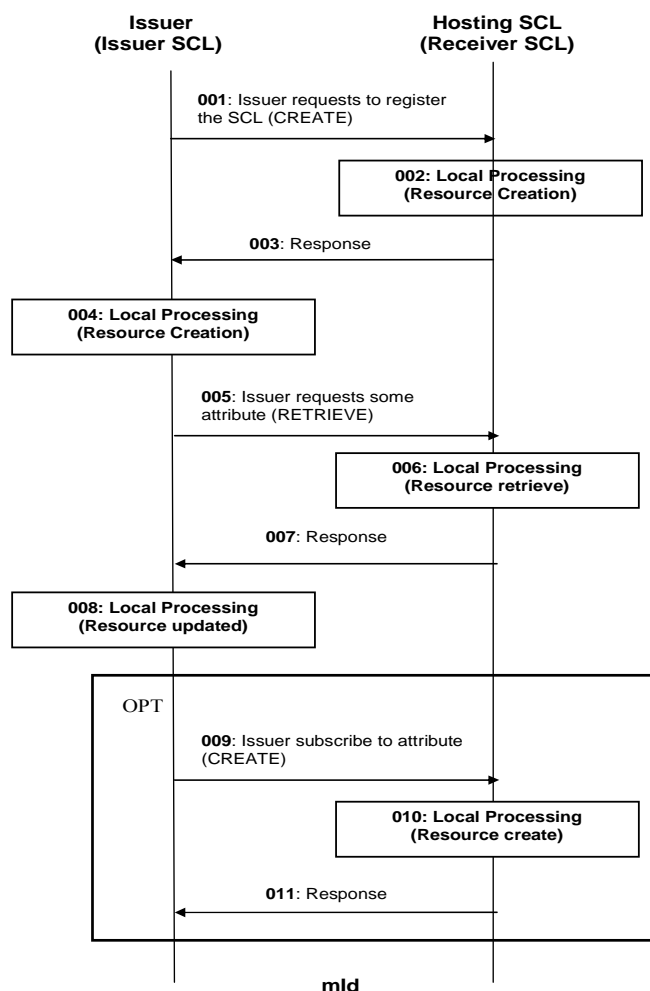 Issuer
(Issuer SCL)
Hosting SCL
(Receiver SCL)
001: Issuer requests to register
the SCL (CREATE)
002: Local Processing
(Resource Creation)
003: Response
004: Local Processing
(Resource Creation)
005: Issuer requests some
attribute (RETRIEVE)
006: Local Processing
(Resource retrieve)
007: Response
008: Local Processing
(Resource updated)
OPT
009: Issuer subscribe to attribute
(CREATE)
010: Local Processing
(Resource create)
011: Response
mId